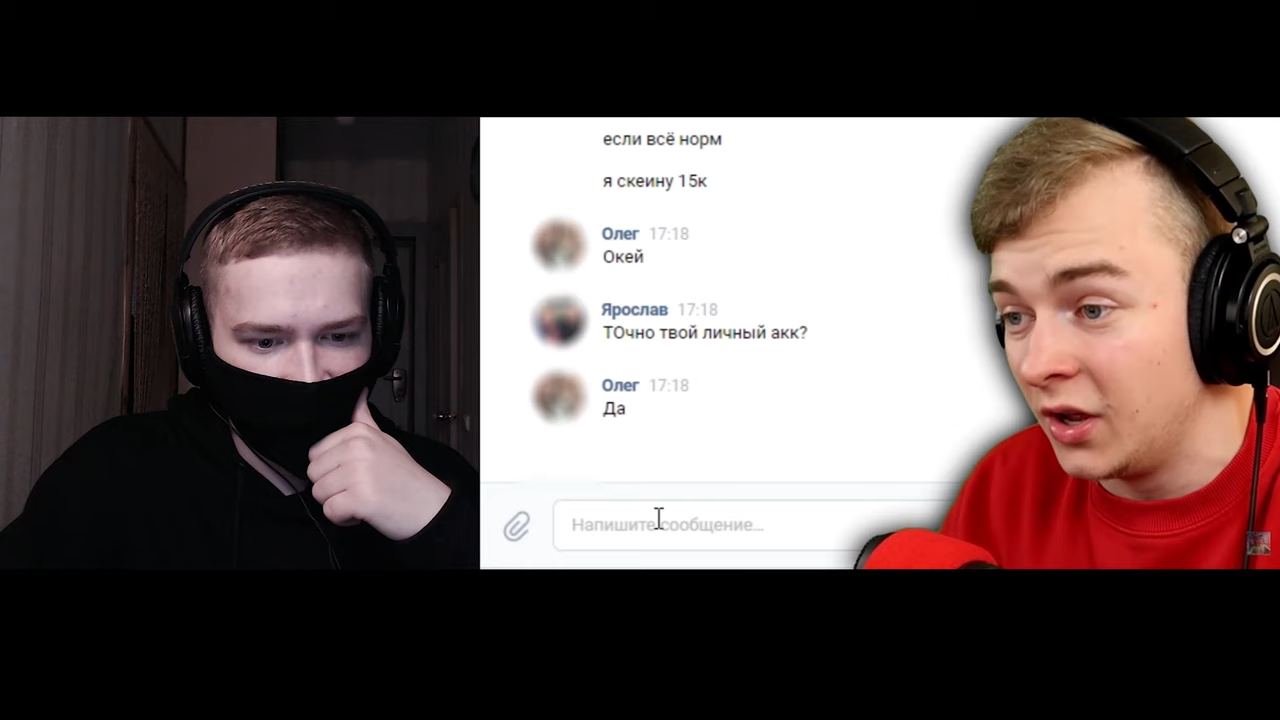 если всё норм
я скеину 15к
Олег 17:18
Окей
Ярослав 17:18
ТОчно твой личный акк?
Олег 17:18
Да
Напишите сообщение...